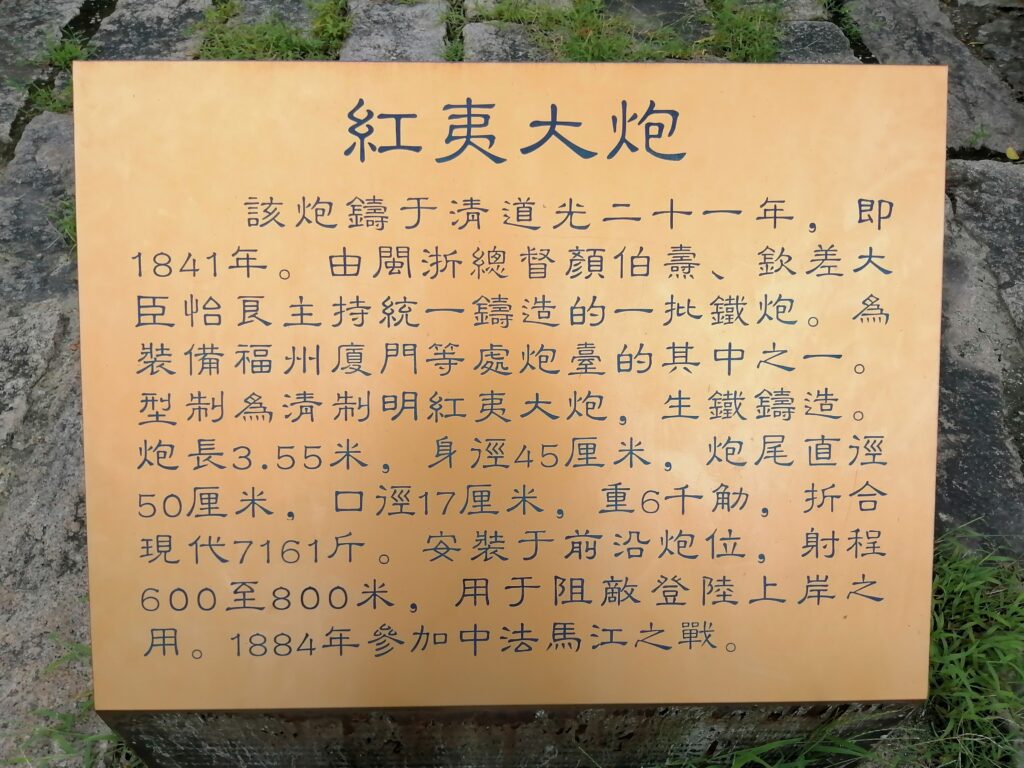 紅夷大炮
該炮鑄于清道光二十一年，即
1841年。由閩浙總督顏伯燾、欽差大
臣怡良主持統一鑄造的一批鐵炮。為
裝備福州廈門等處炮臺的其中之一。
型制為清制明紅夷大炮，生鐵鑄造。
炮長3.55米，身徑45厘米，炮尾直徑
50厘米，口徑17厘米，重6千觔，折合
現代7161斤。安裝于前沿炮位，射程
600至800米，用于阻敵登陸上岸之
用。1884年參加中法馬江之戰。